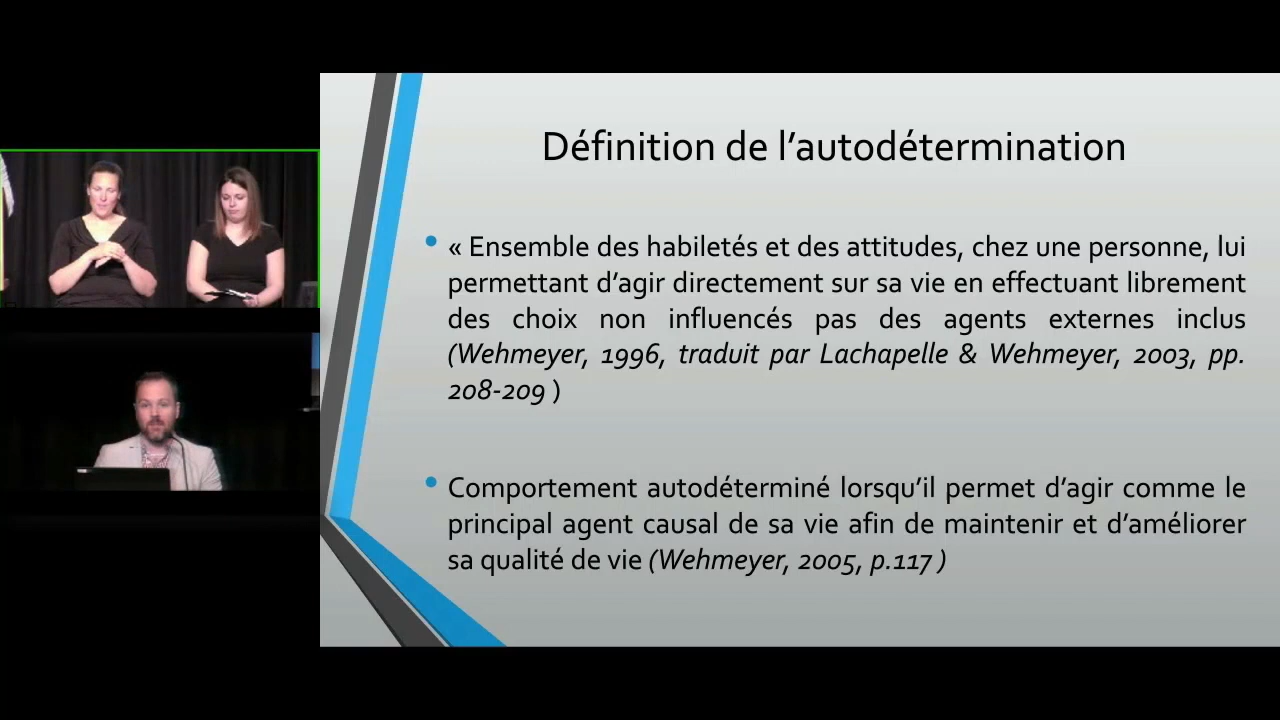 Définition de l’autodétermination
• « Ensemble des habiletés et des attitudes, chez une personne, lui
permettant d’agir directement sur sa vie en effectuant librement
des choix non influencés pas des agents externes inclus
(Wehmeyer, 1996, traduit par Lachapelle & Wehmeyer, 2003, pp.
208-209 )
• Comportement autodéterminé lorsqu’il permet d’agir comme le
principal agent causal de sa vie afin de maintenir et d’améliorer
sa qualité de vie (Wehmeyer, 2005, p.117 )